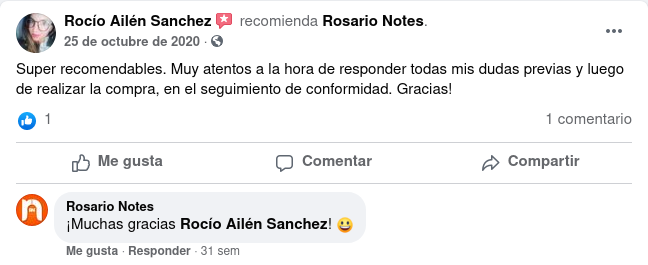 Rocío Ailén Sanchez recomienda Rosario Notes.
25 de octubre de 2020 ·
Super recomendables. Muy atentos a la hora de responder todas mis dudas previas y luego
de realizar la compra, en el seguimiento de conformidad. Gracias!
1 1 comentario
Me gusta Comentar Compartir
Rosario Notes
¡Muchas gracias Rocío Ailén Sanchez! 😀
Me gusta · Responder · 31 sem